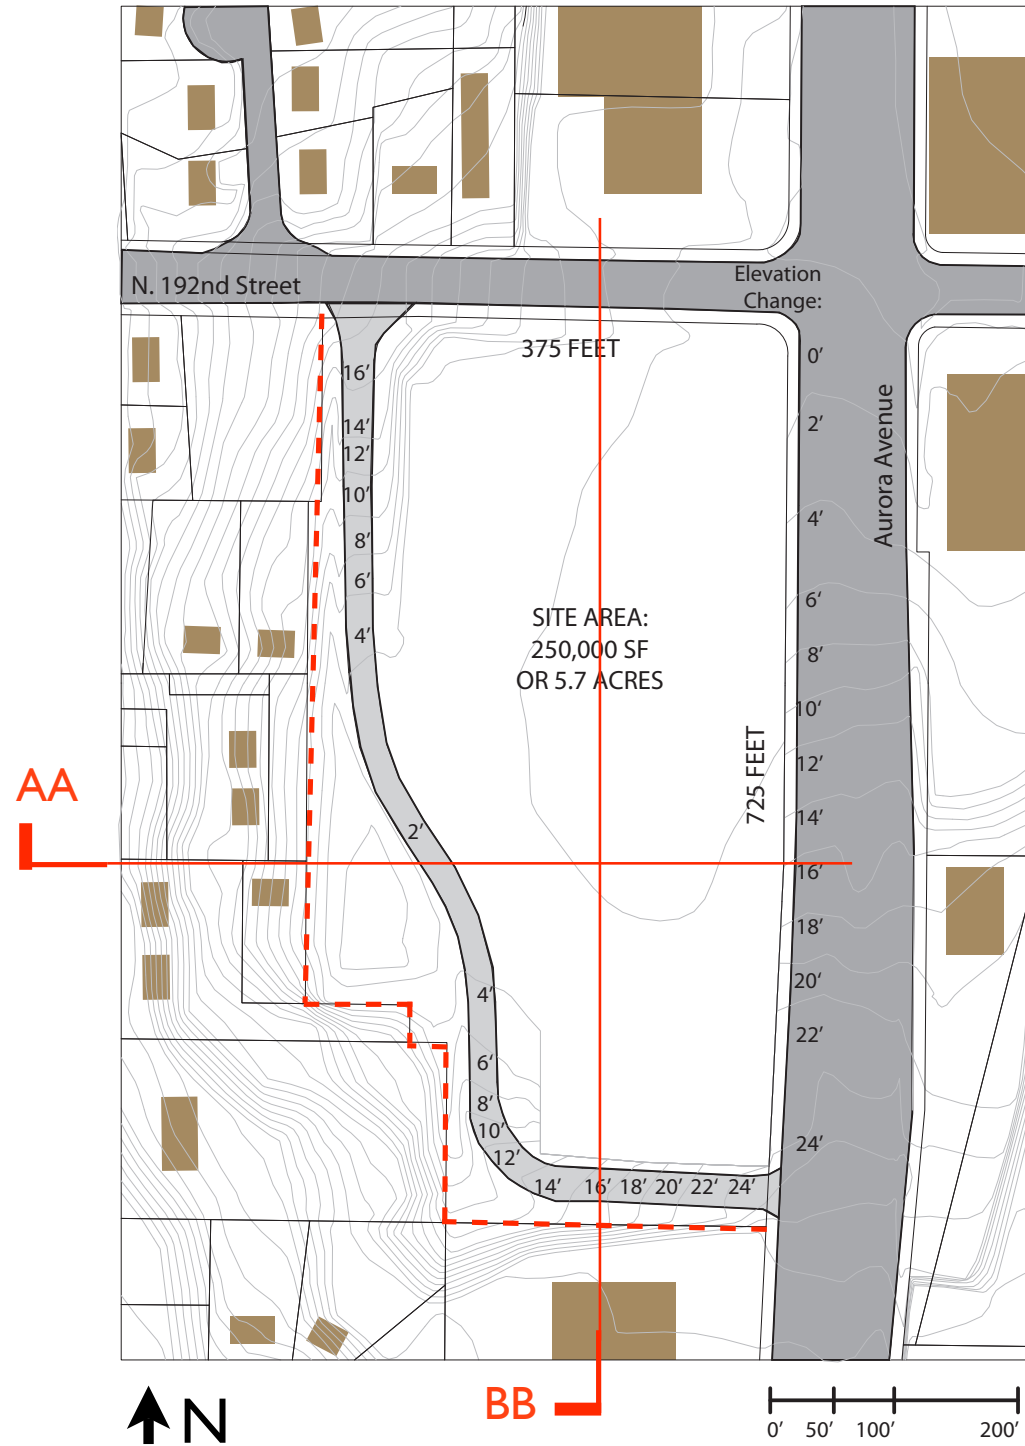 N. 192nd Street
Elevation
Change:
375 FEET
0’
16’
2’
Aurora Avenue
14’
12’
10’
4’
8’
6’
6‘
4’
SITE AREA:
250,000 SF
OR 5.7 ACRES
8’
10‘
725 FEET
12’
AA
2’
14’
16’
18’
20’
4’
22’
6‘
8’
10’
12’
24’
14’ 16’ 18’ 20’ 22’ 24’
BB
N
0’ 50’ 100’ 200’